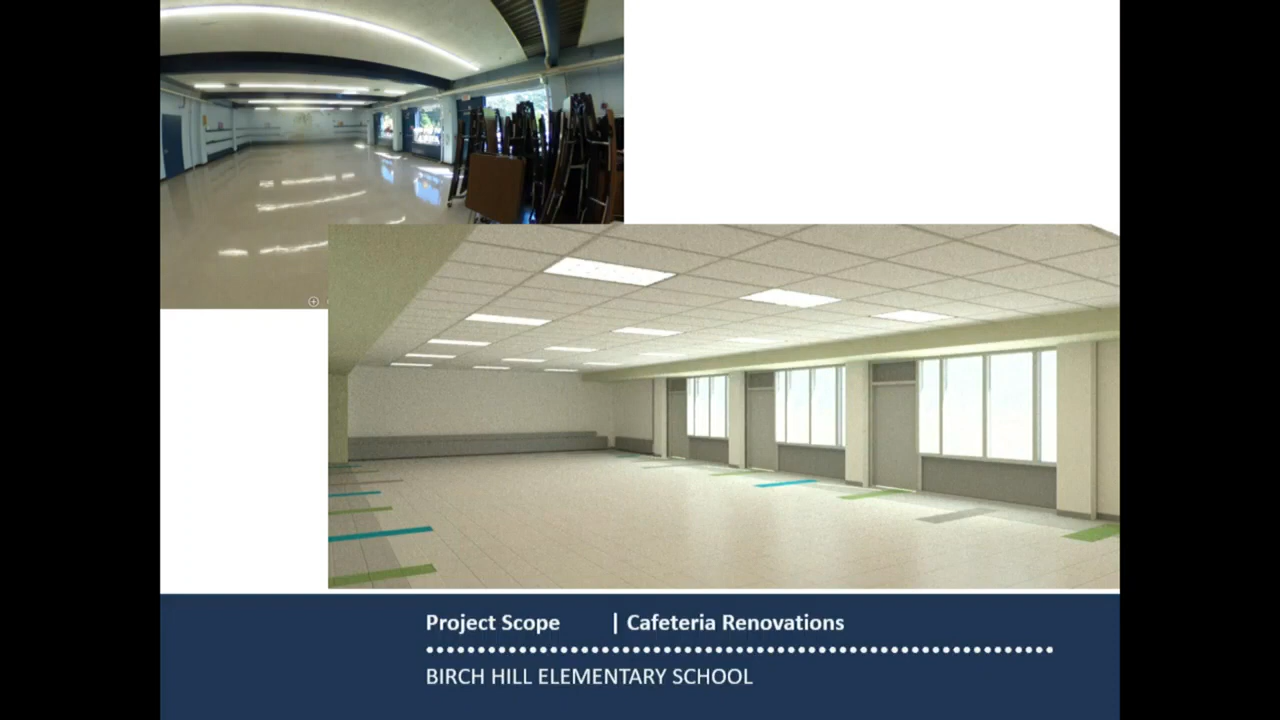 Project Scope | Cafeteria Renovations
BIRCH HILL ELEMENTARY SCHOOL